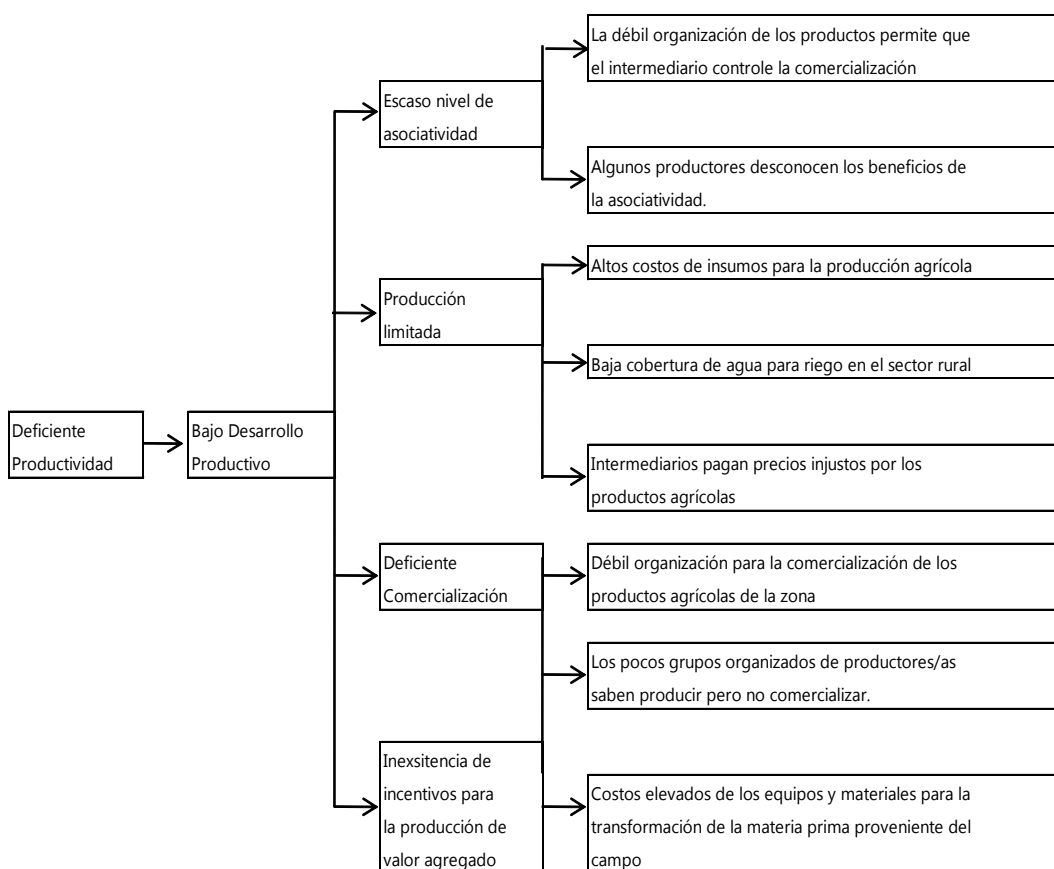 La débil organización de los productos permite que
el intermediario controle la comercialización
Escaso nivel de
asociatividad
Algunos productores desconocen los beneficios de
la asociatividad.
Altos costos de insumos para la producción agrícola
Producción
limitada
Baja cobertura de agua para riego en el sector rural
Deficiente
Productividad
Bajo Desarrollo
Productivo
Intermediarios pagan precios injustos por los
productos agrícolas
Deficiente
Comercialización
Débil organización para la comercialización de los
productos agrícolas de la zona
Los pocos grupos organizados de productores/as
saben producir pero no comercializar.
Inexsitencia de
incentivos para
la producción de
valor agregado
Costos elevados de los equipos y materiales para la
transformación de la materia prima proveniente del
campo